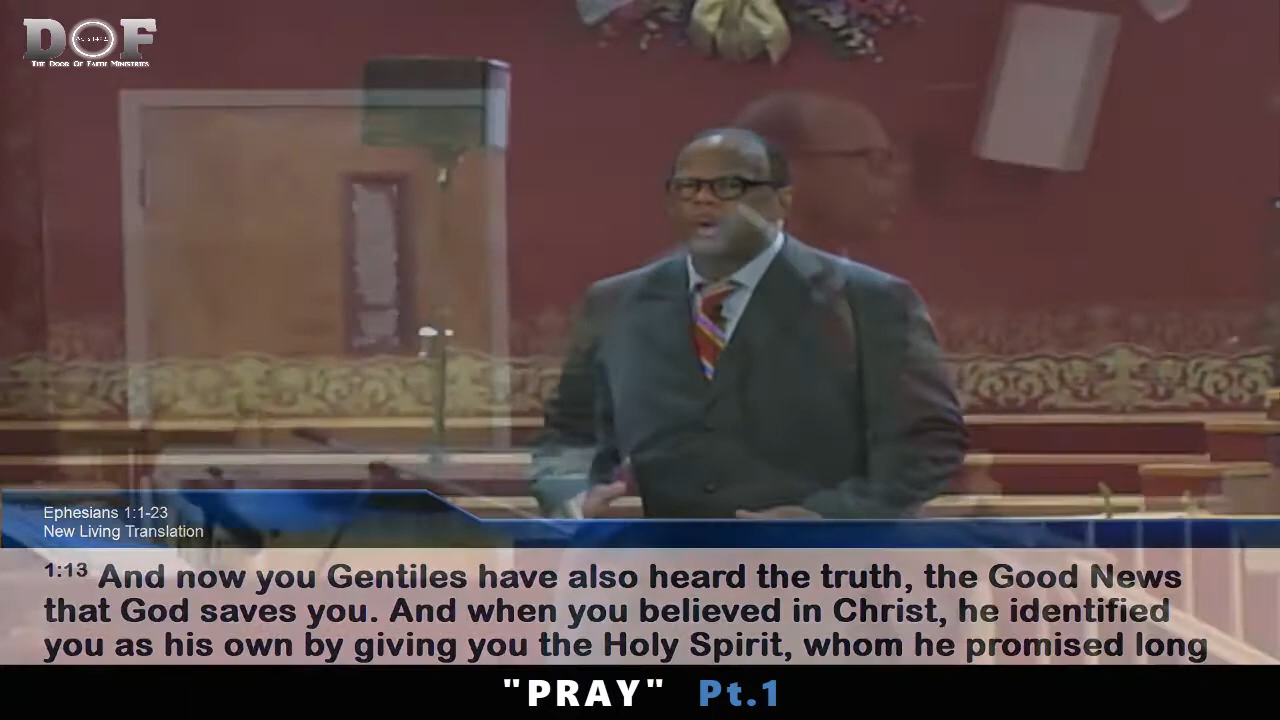 DOF
The Door Of Faith Ministries
Ephesians 1:1-23
New Living Translation
1:13 And now you Gentiles have also heard the truth, the Good News
that God saves you. And when you believed in Christ, he identified
you as his own by giving you the Holy Spirit, whom he promised long
"PRAY" Pt.1